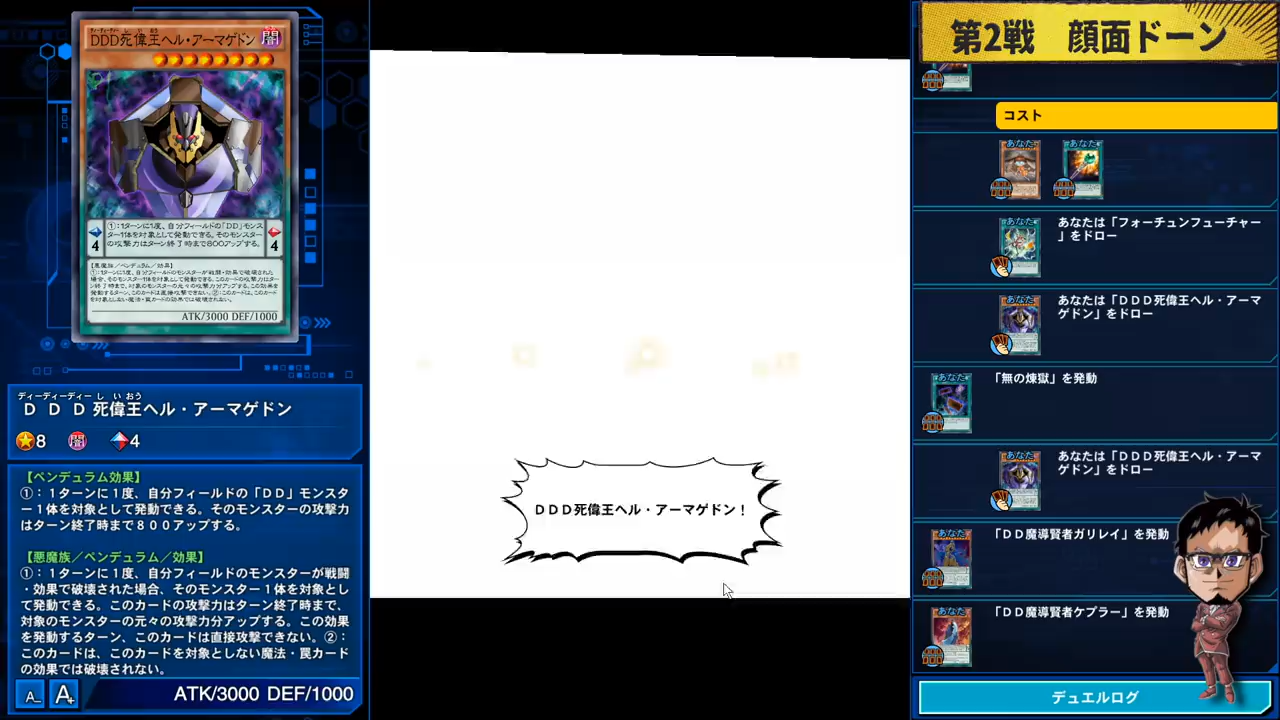 DDD死偉王ヘル・アーマゲドン
闇
4
①：1ターンに1度、自分フィールドの「DD」モンス
ター1体を対象として発動できる。そのモンスター
の攻撃力はターン終了時まで800アップする。
4
【悪魔族／ペンデュラム／効果】
ATK/3000 DEF/1000
ディーディーディー し い おう
ＤＤＤ死偉王ヘル・アーマゲドン
8
闇
4
【ペンデュラム効果】
①：１ターンに１度、自分フィールドの「ＤＤ」モンスタ
ー１体を対象として発動できる。そのモンスターの攻撃力
はターン終了時まで８００アップする。
【悪魔族／ペンデュラム／効果】
①：１ターンに１度、自分フィールドのモンスターが戦闘
・効果で破壊された場合、そのモンスター１体を対象とし
て発動できる。このカードの攻撃力はターン終了時まで、
対象のモンスターの元々の攻撃力分アップする。この効果
を発動するターン、このカードは直接攻撃できない。②：
このカードは、このカードを対象としない魔法・罠カード
の効果では破壊されない。
A-
A+
ATK/3000 DEF/1000
ＤＤＤ死偉王ヘル・アーマゲドン！
第2戦 顔面ドーン
コスト
あなた
あなた
あなた
あなたは「フォーチュンフューチャー
」をドロー
あなた
あなたは「ＤＤＤ死偉王ヘル・アーマ
ゲドン」をドロー
あなた
「無の煉獄」を発動
あなた
あなたは「ＤＤＤ死偉王ヘル・アーマ
ゲドン」をドロー
あなた
「ＤＤ魔導賢者ガリレイ」を発動
あなた
「ＤＤ魔導賢者ケプラー」を発動
デュエルログ